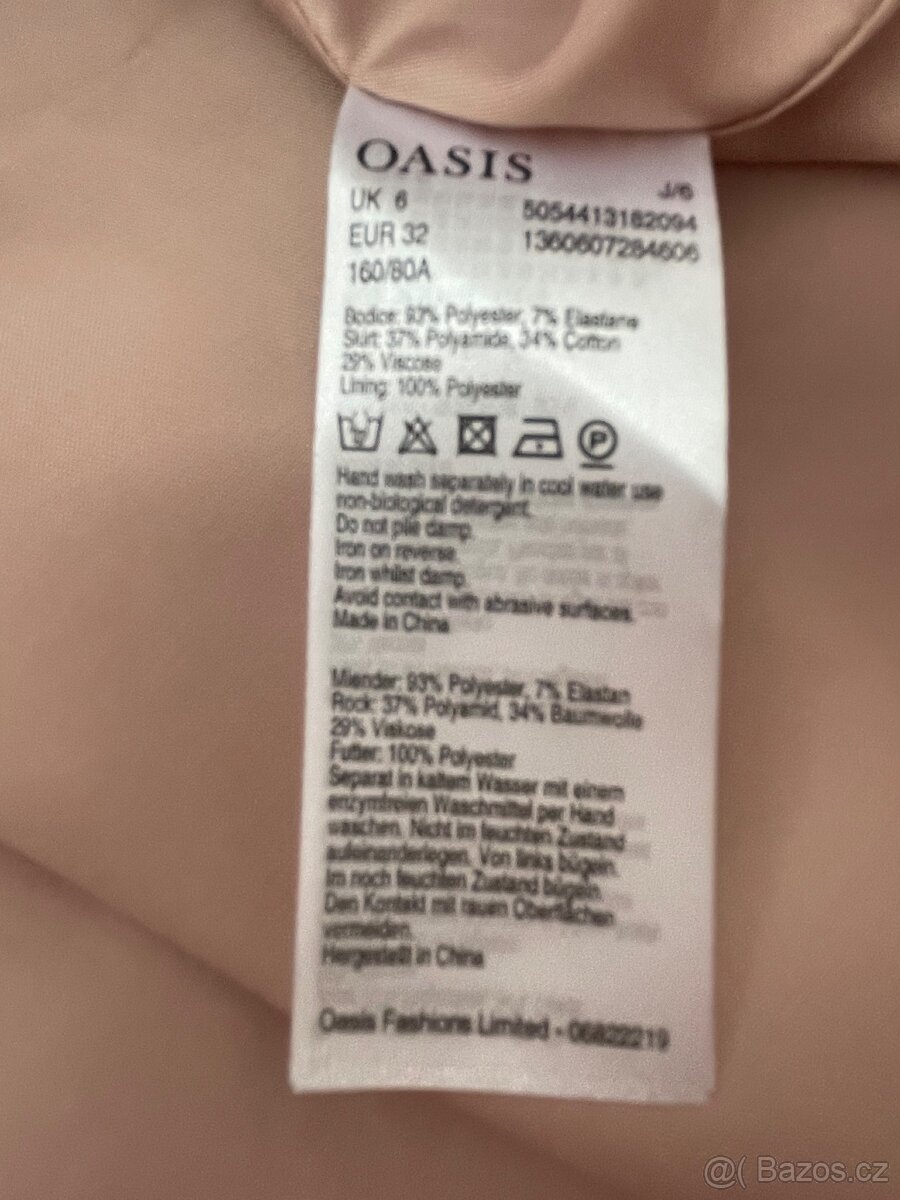 OASIS
J/6
UK 6 5054413182094
EUR 32 1360607284606
160/80A
Bodice: 93% Polyester, 7% Elastane
Skirt: 37% Polyamide, 34% Cotton
29% Viscose
Lining: 100% Polyester
P
Hand wash separately in cool water use
non-biological detergent.
Do not pile damp.
Iron on reverse.
Iron whilst damp.
Avoid contact with abrasive surfaces.
Made in China
Miender: 93% Polyester, 7% Elastan
Rock: 37% Polyamid, 34% Baumwolle
29% Viskose
Futter: 100% Polyester
Separat in kaltem Wasser mit einem
enzymfreien Waschmittel per Hand
waschen. Nicht im feuchten Zustand
aufeinanderlegen. Von links bügeln.
Im noch feuchten Zustand bügeln.
Den Kontakt mit rauen Oberflächen
vermeiden.
Hergestellt in China
Oasis Fashions Limited - 06822219
@( Bazos.cz